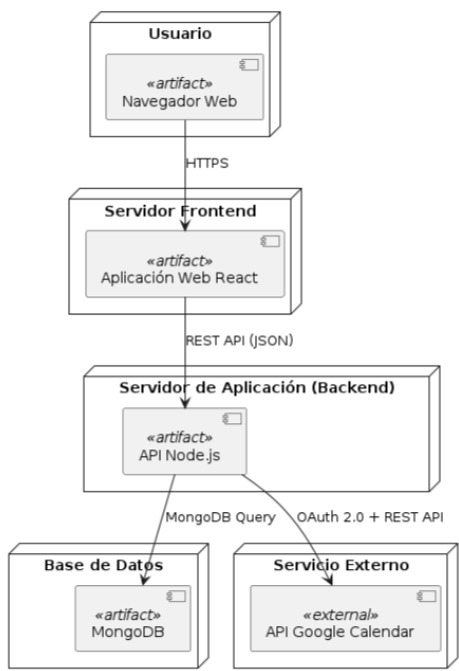 Usuario
«artifact»
Navegador Web
HTTPS
Servidor Frontend
«artifact»
Aplicación Web React
REST API (JSON)
Servidor de Aplicación (Backend)
«artifact»
API Node.js
MongoDB Query
OAuth 2.0 + REST API
Base de Datos
«artifact»
MongoDB
Servicio Externo
«external»
API Google Calendar